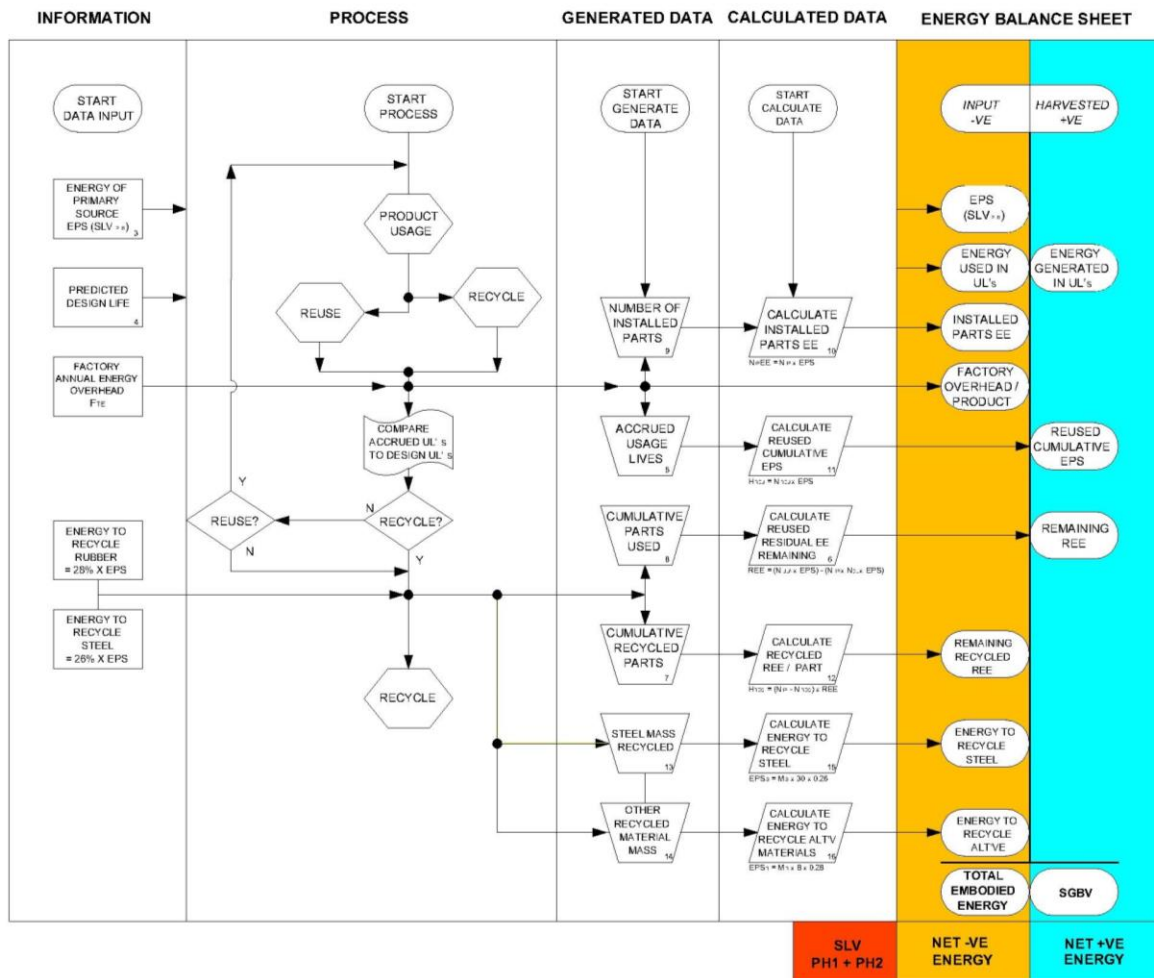 INFORMATION
PROCESS
GENERATED DATA
CALCULATED DATA
ENERGY BALANCE SHEET
START
DATA INPUT
START
PROCESS
START
GENERATE
DATA
START
CALCULATE
DATA
INPUT
-VE
HARVESTED
+VE
ENERGY OF
PRIMARY
SOURCE
EPS (SLV
3
PRODUCT
USAGE
EPS
(SLV
ENERGY
USED IN
UL's
ENERGY
GENERATED
IN UL's
PREDICTED
DESIGN LIFE
4
REUSE
RECYCLE
NUMBER OF
INSTALLED
PARTS
9
CALCULATE
INSTALLED
PARTS EE
10
INSTALLED
PARTS EE
FACTORY
ANNUAL ENERGY
OVERHEAD
FTE
FACTORY
OVERHEAD /
PRODUCT
COMPARE
ACCRUED UL' s
TO DESIGN UL' s
ACCRUED
USAGE
LIVES
5
CALCULATE
REUSED
CUMULATIVE
EPS
11
REUSED
CUMULATIVE
EPS
Y
N
REUSE?
RECYCLE?
N
Y
ENERGY TO
RECYCLE
RUBBER
= 28% X EPS
CUMULATIVE
PARTS
USED
8
CALCULATE
REUSED
RESIDUAL EE
REMAINING
6
REMAINING
REE
ENERGY TO
RECYCLE
STEEL
= 26% X EPS
CUMULATIVE
RECYCLED
PARTS
7
CALCULATE
RECYCLED
REE / PART
12
REMAINING
RECYCLED
REE
RECYCLE
STEEL MASS
RECYCLED
13
CALCULATE
ENERGY TO
RECYCLE
STEEL
15
ENERGY TO
RECYCLE
STEEL
OTHER
RECYCLED
MATERIAL
MASS
14
CALCULATE
ENERGY TO
RECYCLE ALT'V
MATERIALS
16
ENERGY TO
RECYCLE
ALT'VE
TOTAL
EMBODIED
ENERGY
SGBV
SLV
PH1 + PH2
NET -VE
ENERGY
NET +VE
ENERGY